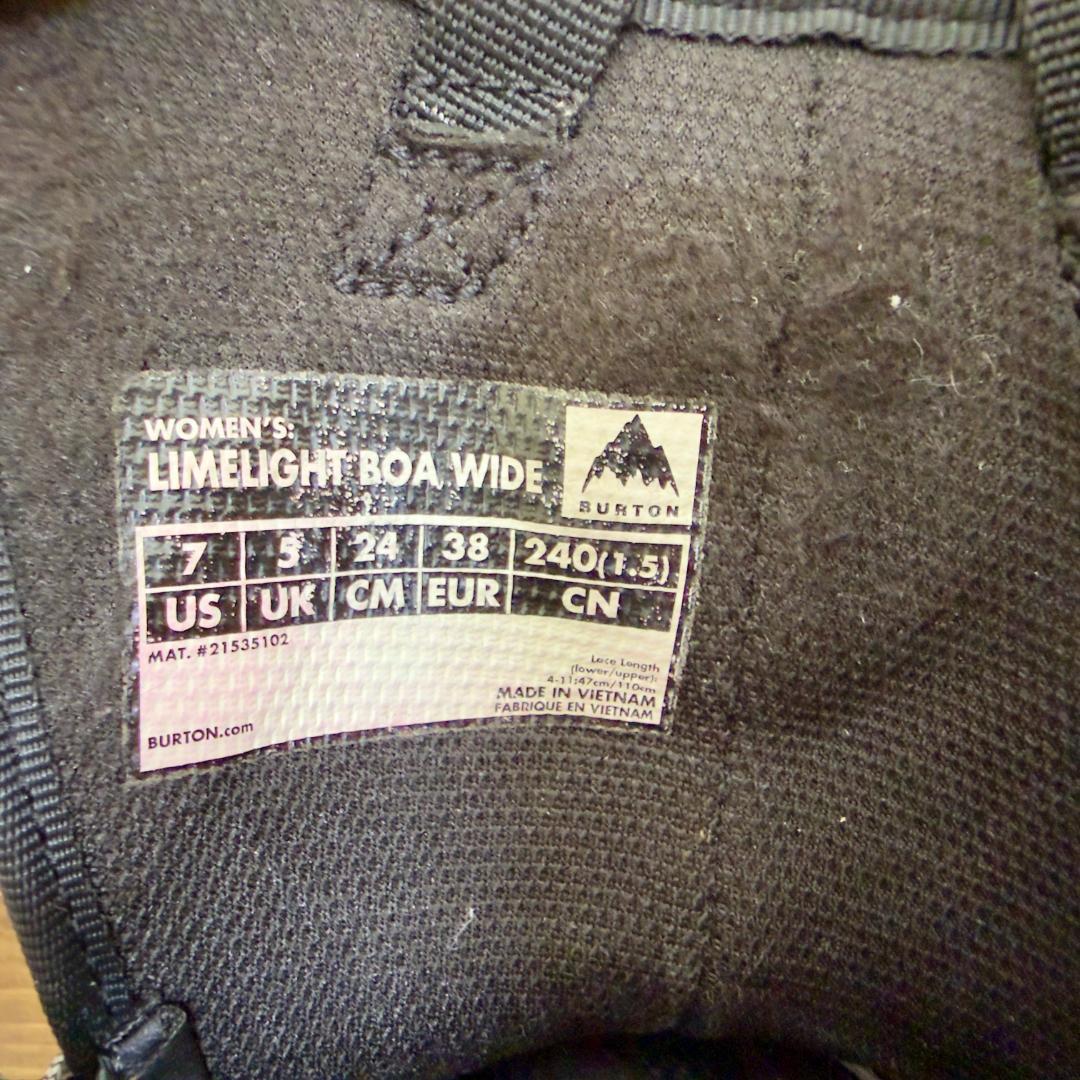 WOMEN'S:
LIMELIGHT BOA WIDE
BURTON
7 5 24 38 240(1.5)
US UK CM EUR CN
MAT. #21535102
Lace Length
(lower/upper):
4-11:47cm/110cm
MADE IN VIETNAM
FABRIQUE EN VIETNAM
BURTON.com